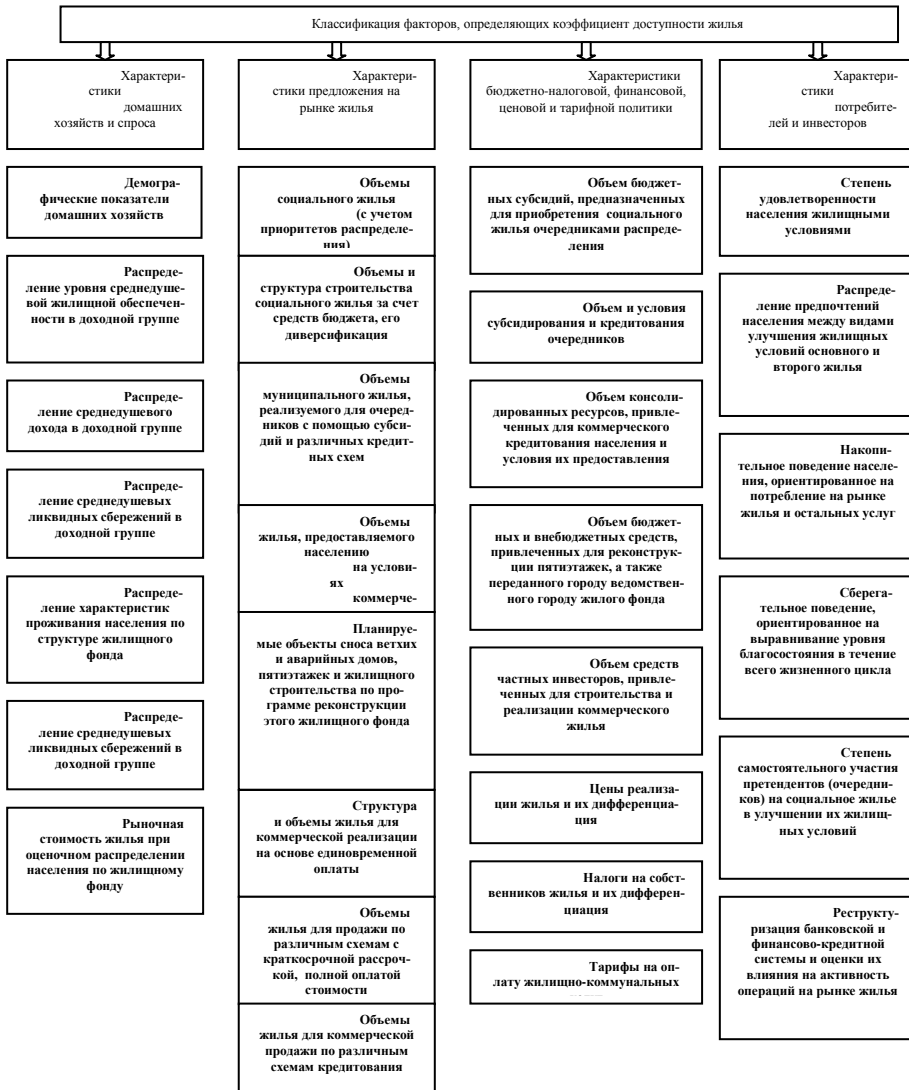 Классификация факторов, определяющих коэффициент доступности жилья
Характери-
стики
домашних
хозяйств и спроса
Демогра-
фические показатели
домашних хозяйств
Распреде-
ление уровня среднедуше-
вой жилищной обеспечен-
ности в доходной группе
Распреде-
ление среднедушевого
дохода в доходной группе
Распреде-
ление среднедушевых
ликвидных сбережений в
доходной группе
Распреде-
ление характеристик
проживания населения по
структуре жилищного
фонда
Распреде-
ление среднедушевых
ликвидных сбережений в
доходной группе
Рыночная
стоимость жилья при
оценочном распределении
населения по жилищному
фонду
Характери-
стики предложения на
рынке жилья
Объемы
социального жилья
(с учетом
приоритетов распределе-
ния)
Объемы и
структура строительства
социального жилья за счет
средств бюджета, его
диверсификация
Объемы
муниципального жилья,
реализуемого для очеред-
ников с помощью субси-
дий и различных кредит-
ных схем
Объемы
жилья, предоставляемого
населению
на услови-
ях
коммерче-
Планируе-
мые объекты сноса ветхих
и аварийных домов,
пятиэтажек и жилищного
строительства по про-
грамме реконструкции
этого жилищного фонда
Структура
и объемы жилья для
коммерческой реализации
на основе единовременной
оплаты
Объемы
жилья для продажи по
различным схемам с
краткосрочной рассроч-
кой, полной оплатой
стоимости
Объемы
жилья для коммерческой
продажи по различным
схемам кредитования
Характеристики
бюджетно-налоговой, финансовой,
ценовой и тарифной политики
Объем бюджет-
ных субсидий, предназначенных
для приобретения социального
жилья очередниками распреде-
ления
Объем и условия
субсидирования и кредитования
очередников
Объем консоли-
дированных ресурсов, привле-
ченных для коммерческого
кредитования населения и
условия их предоставления
Объем бюджет-
ных и внебюджетных средств,
привлеченных для реконструк-
ции пятиэтажек, а также
переданного городу ведомствен-
ного городу жилого фонда
Объем средств
частных инвесторов, привле-
ченных для строительства и
реализации коммерческого
жилья
Цены реализа-
ции жилья и их дифференциа-
ция
Налоги на собст-
венников жилья и их дифферен-
циация
Тарифы на оп-
лату жилищно-коммунальных
Характери-
стики
потребите-
лей и инвесторов
Степень
удовлетворенности
населения жилищными
условиями
Распреде-
ление предпочтений
населения между видами
улучшения жилищных
условий основного и
второго жилья
Накопи-
тельное поведение населе-
ния, ориентированное на
потребление на рынке
жилья и остальных услуг
Сберега-
тельное поведение,
ориентированное на
выравнивание уровня
благосостояния в течение
всего жизненного цикла
Степень
самостоятельного участия
претендентов (очередни-
ков) на социальное жилье
в улучшении их жилищ-
ных условий
Реструкту-
ризация банковской и
финансово-кредитной
системы и оценки их
влияния на активность
операций на рынке жилья